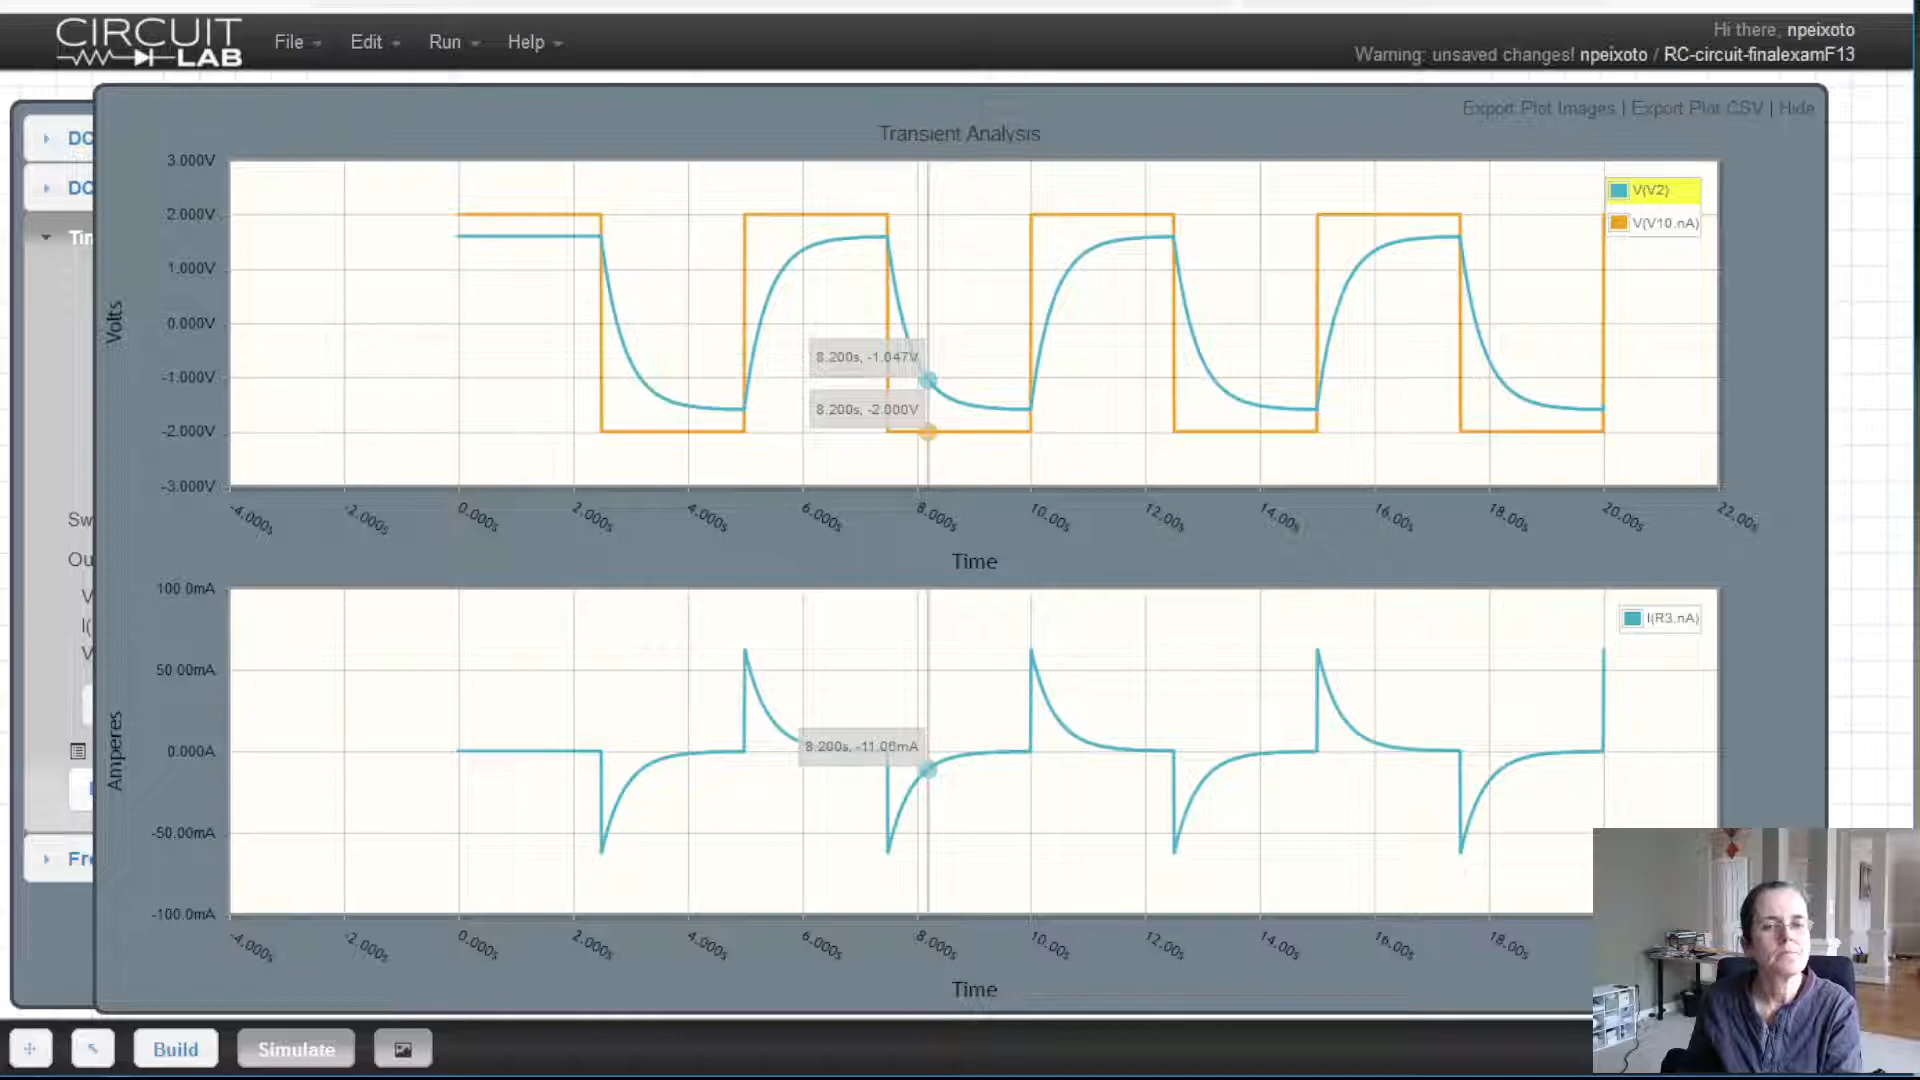 CIRCUIT
LAB
File
Edit
Run
Help
Hi there, npeixoto
Warning: unsaved changes! npeixoto / RC-circuit-finalexamF13
Export Plot Images | Export Plot CSV | Hide
Transient Analysis
DC
DC
Tim
Sw
Ou
V
I(
V
Fre
Volts
3.000V
2.000V
1.000V
0.000V
-1.000V
-2.000V
-3.000V
V(V2)
V(V10.nA)
8.200s, -1.047V
8.200s, -2.000V
-4.000s
-2.000s
0.000s
2.000s
4.000s
6.000s
8.000s
10.00s
12.00s
14.00s
16.00s
18.00s
20.00s
22.00s
Time
Amperes
100.0mA
50.00mA
0.000A
-50.00mA
-100.0mA
I(R3.nA)
8.200s, -11.06mA
-4.000s
-2.000s
0.000s
2.000s
4.000s
6.000s
8.000s
10.00s
12.00s
14.00s
16.00s
18.00s
Time
Build
Simulate